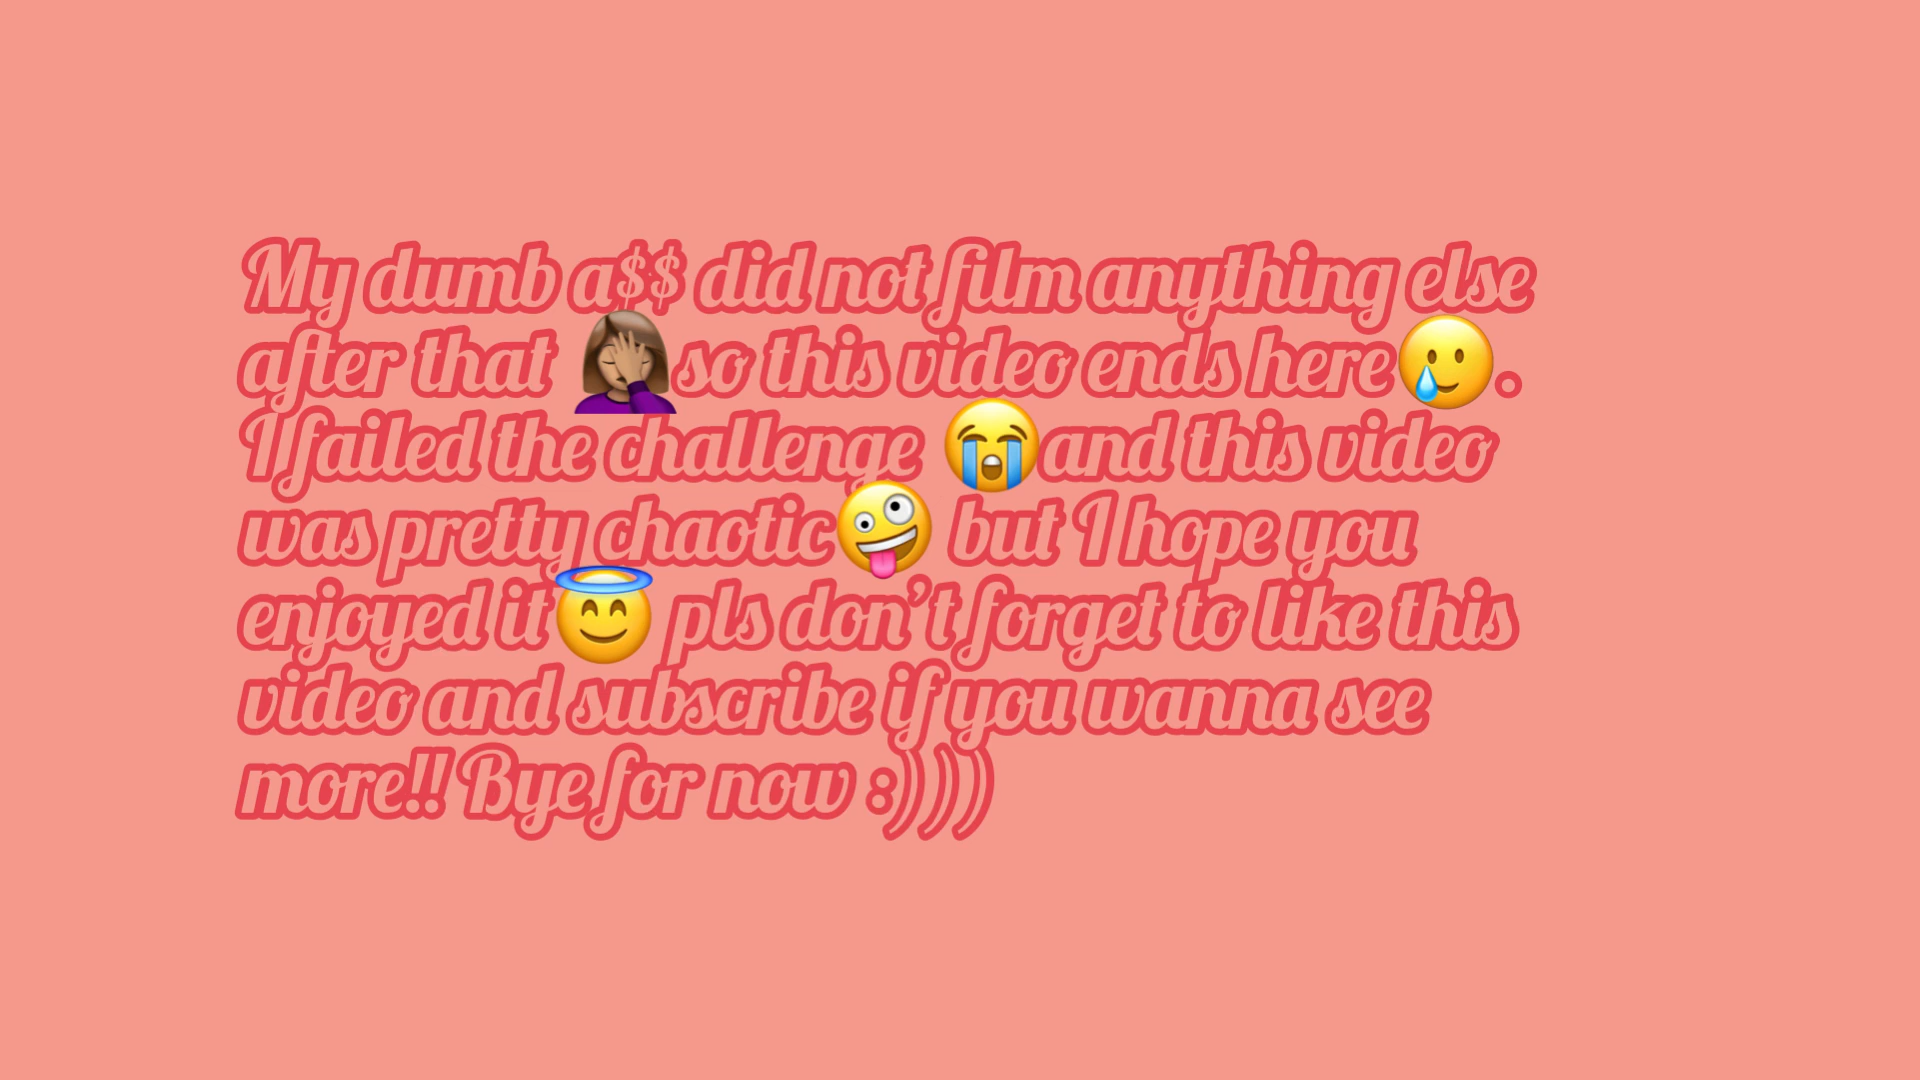 My dumb a$$ did not film anything else
after that 🤦🏽‍♀️so this video ends here🥲.
I failed the challenge 😭and this video
was pretty chaotic🤪 but I hope you
enjoyed it😇 pls don’t forget to like this
video and subscribe if you wanna see
more!! Bye for now :))))